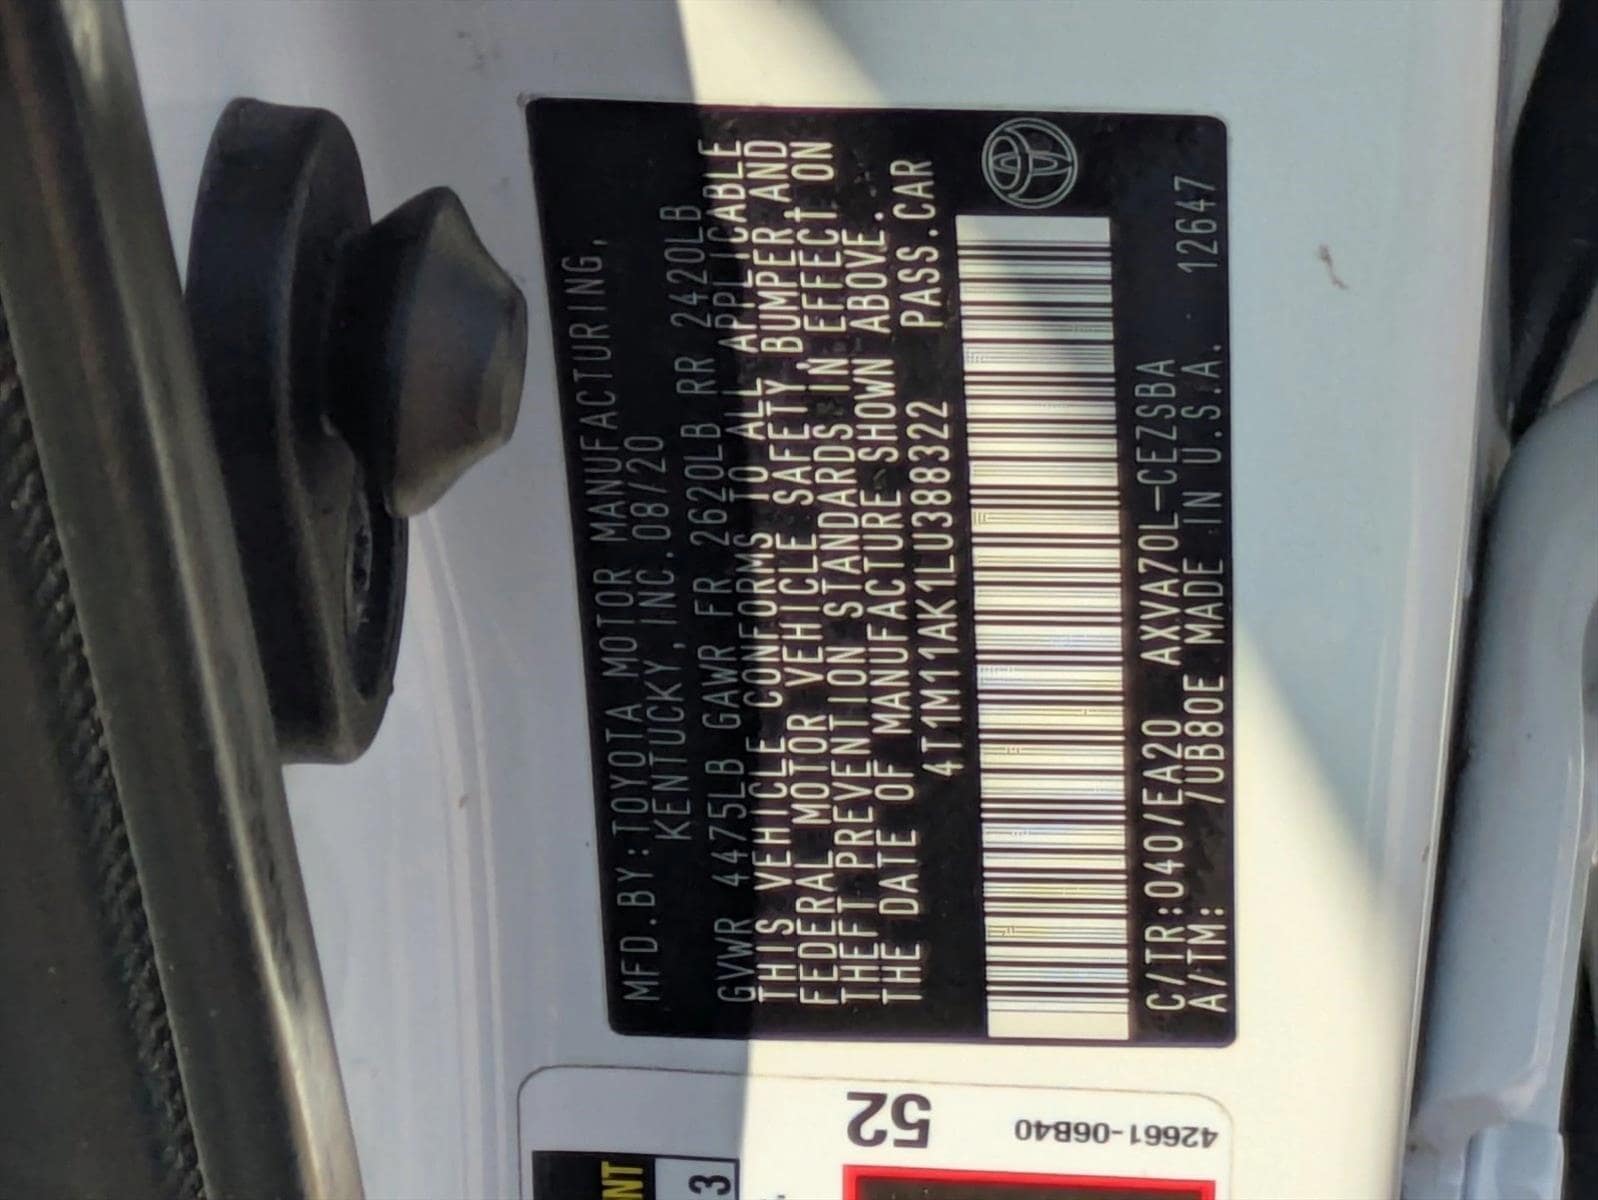 MFD.BY:TOYOTA MOTOR MANUFACTURING,
KENTUCKY,INC.08/20
GVWR 4475LB GAWR FR 2620LB RR 2420LB
THIS VEHICLE CONFORMS TO ALL APPLICABLE
FEDERAL MOTOR VEHICLE SAFETY, BUMPER,AND
THEFT PREVENTION STANDARDS IN EFFECT ON
THE DATE OF MANUFACTURE SHOWN ABOVE.
4T1M11AK1LU388322 PASS.CAR
C/TR:040/EA20 AXVA70L-CEZSBA
A/TM: /UB80E MADE IN U.S.A. 12647
52
42661-06B40
NT
3